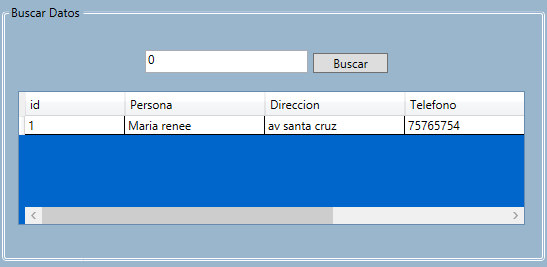 Buscar Datos
0 Buscar
id Persona Direccion Telefono
1 Maria renee av santa cruz 75765754